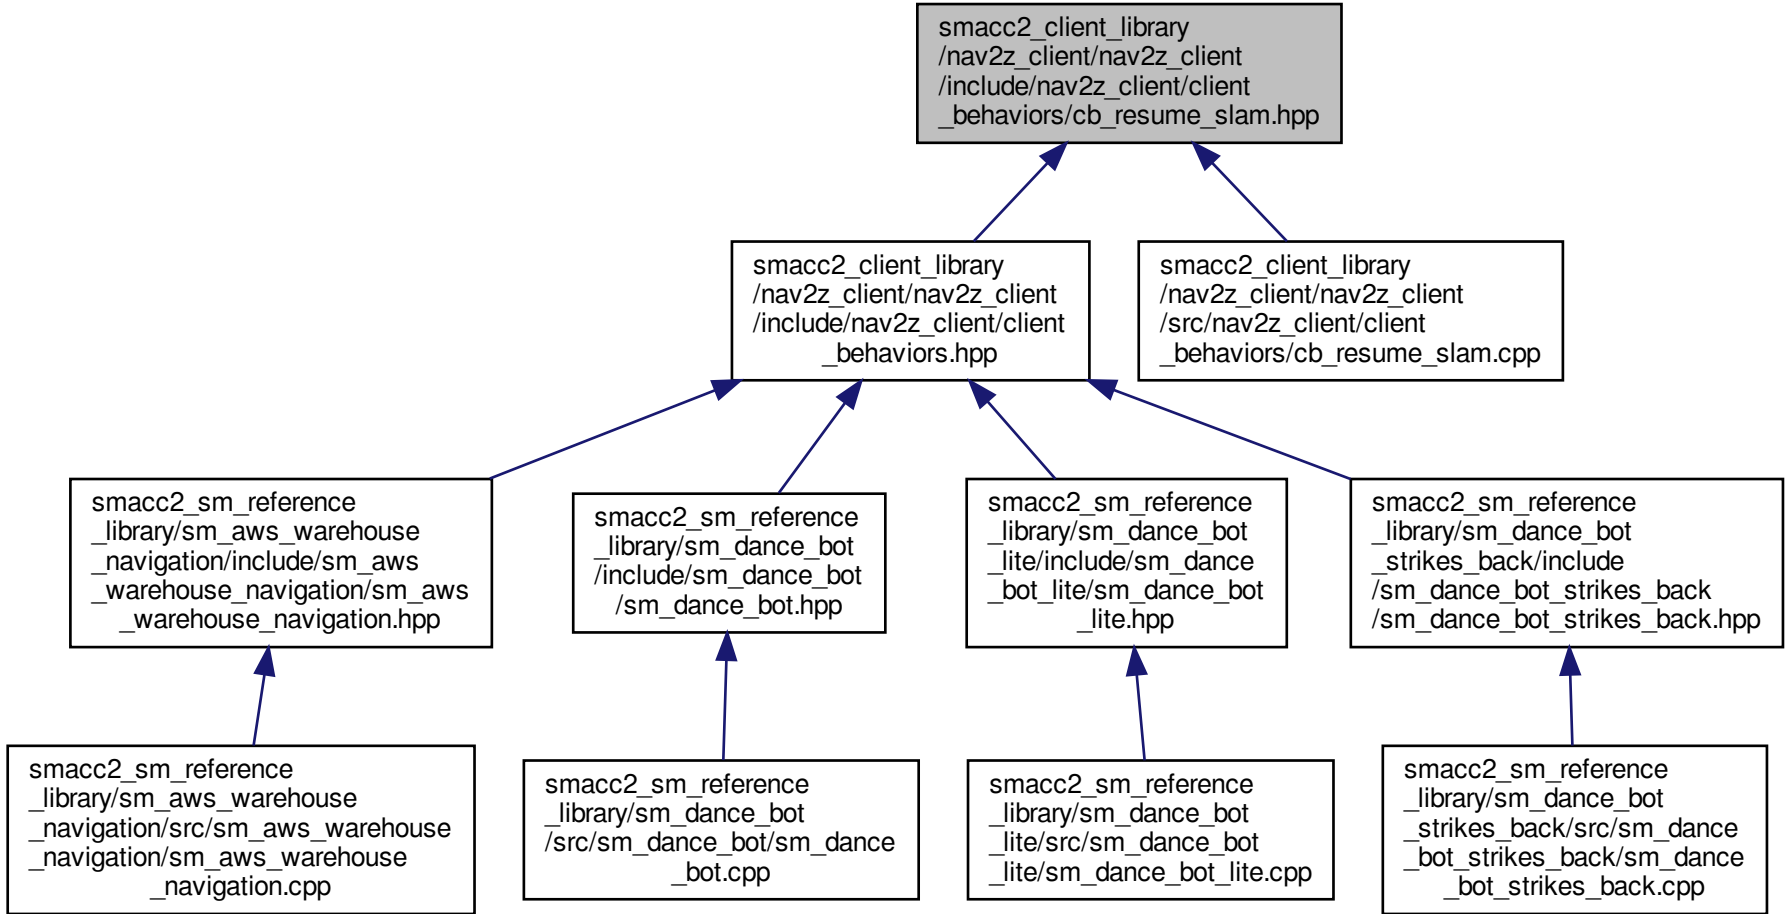 smacc2_client_library
/nav2z_client/nav2z_client
/include/nav2z_client/client
_behaviors/cb_resume_slam.hpp
smacc2_client_library
/nav2z_client/nav2z_client
/include/nav2z_client/client
_behaviors.hpp
smacc2_client_library
/nav2z_client/nav2z_client
/src/nav2z_client/client
_behaviors/cb_resume_slam.cpp
smacc2_sm_reference
_library/sm_aws_warehouse
_navigation/include/sm_aws
_warehouse_navigation/sm_aws
_warehouse_navigation.hpp
smacc2_sm_reference
_library/sm_dance_bot
/include/sm_dance_bot
/sm_dance_bot.hpp
smacc2_sm_reference
_library/sm_dance_bot
_lite/include/sm_dance
_bot_lite/sm_dance_bot
_lite.hpp
smacc2_sm_reference
_library/sm_dance_bot
_strikes_back/include
/sm_dance_bot_strikes_back
/sm_dance_bot_strikes_back.hpp
smacc2_sm_reference
_library/sm_aws_warehouse
_navigation/src/sm_aws_warehouse
_navigation/sm_aws_warehouse
_navigation.cpp
smacc2_sm_reference
_library/sm_dance_bot
/src/sm_dance_bot/sm_dance
_bot.cpp
smacc2_sm_reference
_library/sm_dance_bot
_lite/src/sm_dance_bot
_lite/sm_dance_bot_lite.cpp
smacc2_sm_reference
_library/sm_dance_bot
_strikes_back/src/sm_dance
_bot_strikes_back/sm_dance
_bot_strikes_back.cpp